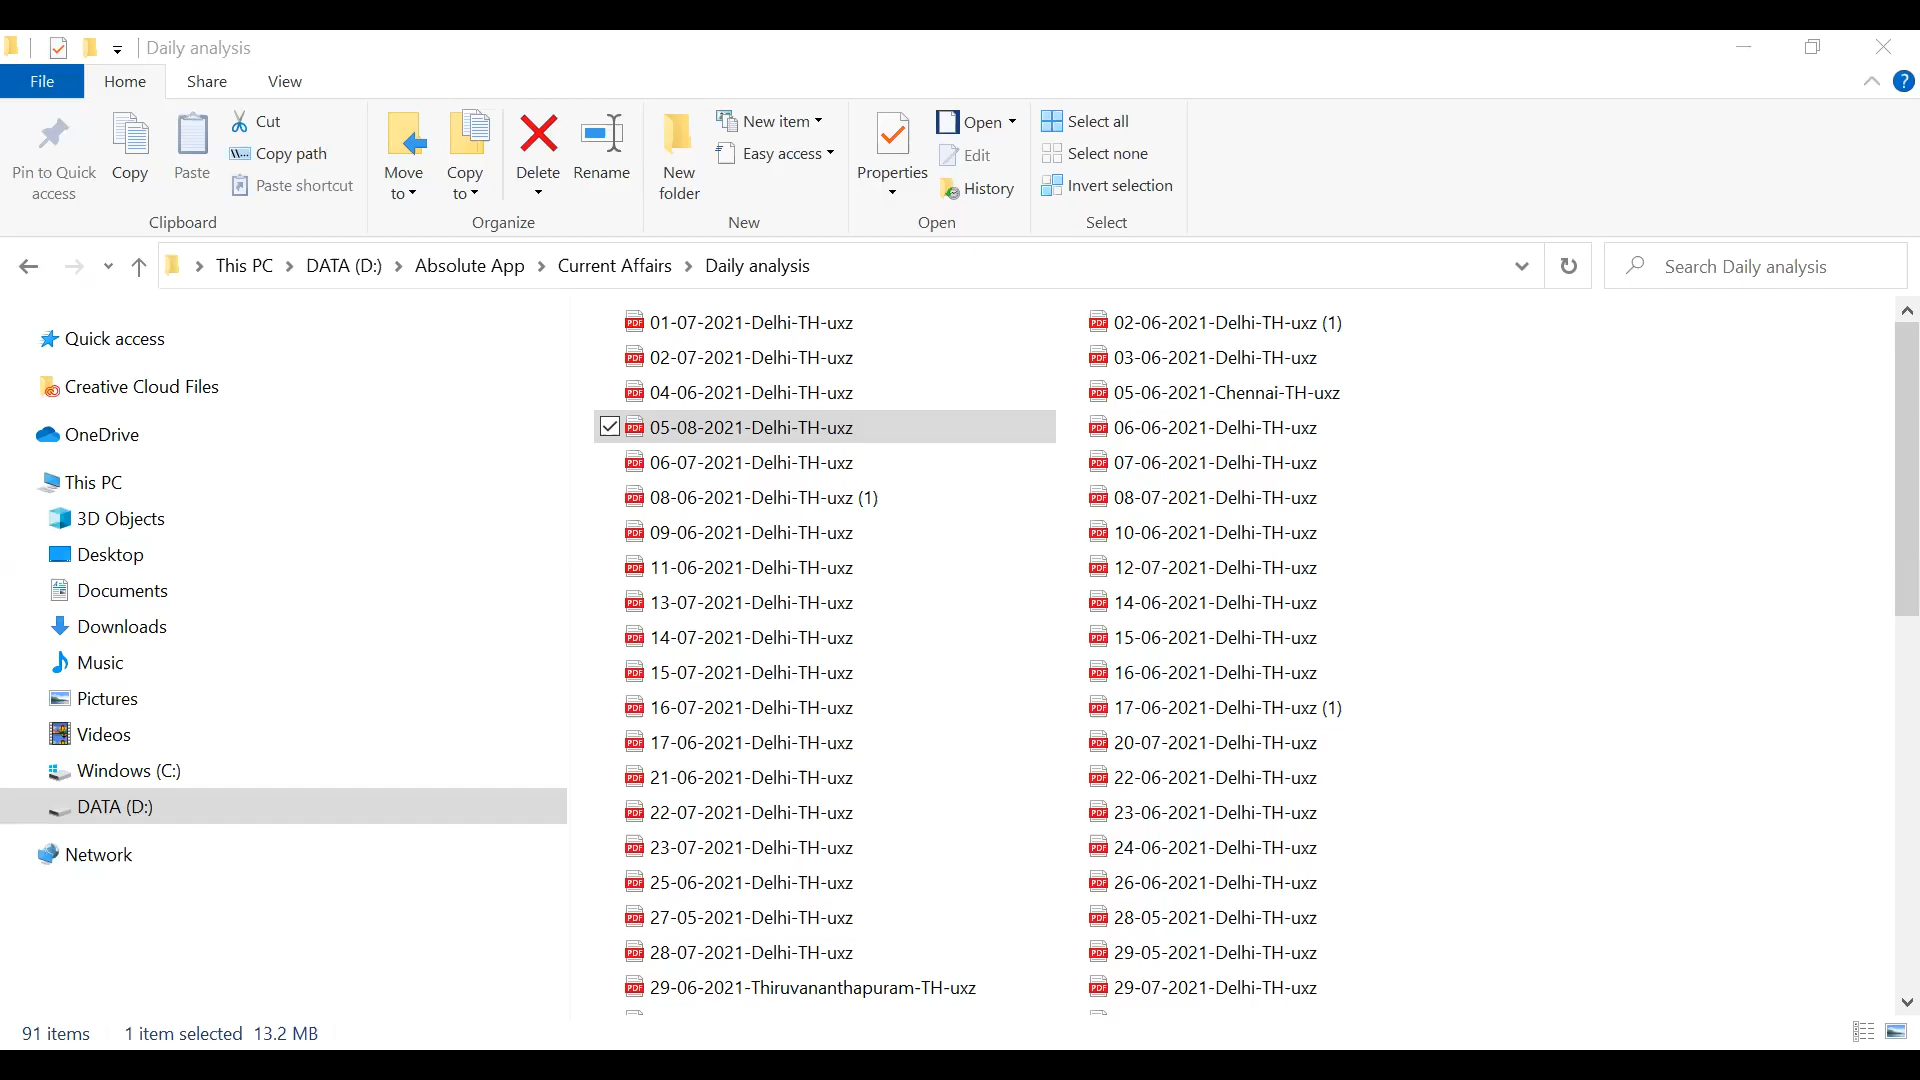 Daily analysis
File Home Share View
Pin to Quick access
Copy
Paste
Cut
Copy path
Paste shortcut
Clipboard
Move to
Copy to
Delete
Rename
Organize
New folder
New item
Easy access
New
Properties
Open
Edit
History
Open
Select all
Select none
Invert selection
Select
This PC DATA (D:) Absolute App Current Affairs Daily analysis
Search Daily analysis
Quick access
Creative Cloud Files
OneDrive
This PC
3D Objects
Desktop
Documents
Downloads
Music
Pictures
Videos
Windows (C:)
DATA (D:)
Network
01-07-2021-Delhi-TH-uxz 02-06-2021-Delhi-TH-uxz (1)
02-07-2021-Delhi-TH-uxz 03-06-2021-Delhi-TH-uxz
04-06-2021-Delhi-TH-uxz 05-06-2021-Chennai-TH-uxz
05-08-2021-Delhi-TH-uxz 06-06-2021-Delhi-TH-uxz
06-07-2021-Delhi-TH-uxz 07-06-2021-Delhi-TH-uxz
08-06-2021-Delhi-TH-uxz (1) 08-07-2021-Delhi-TH-uxz
09-06-2021-Delhi-TH-uxz 10-06-2021-Delhi-TH-uxz
11-06-2021-Delhi-TH-uxz 12-07-2021-Delhi-TH-uxz
13-07-2021-Delhi-TH-uxz 14-06-2021-Delhi-TH-uxz
14-07-2021-Delhi-TH-uxz 15-06-2021-Delhi-TH-uxz
15-07-2021-Delhi-TH-uxz 16-06-2021-Delhi-TH-uxz
16-07-2021-Delhi-TH-uxz 17-06-2021-Delhi-TH-uxz (1)
17-06-2021-Delhi-TH-uxz 20-07-2021-Delhi-TH-uxz
21-06-2021-Delhi-TH-uxz 22-06-2021-Delhi-TH-uxz
22-07-2021-Delhi-TH-uxz 23-06-2021-Delhi-TH-uxz
23-07-2021-Delhi-TH-uxz 24-06-2021-Delhi-TH-uxz
25-06-2021-Delhi-TH-uxz 26-06-2021-Delhi-TH-uxz
27-05-2021-Delhi-TH-uxz 28-05-2021-Delhi-TH-uxz
28-07-2021-Delhi-TH-uxz 29-05-2021-Delhi-TH-uxz
29-06-2021-Thiruvananthapuram-TH-uxz 29-07-2021-Delhi-TH-uxz
91 items 1 item selected 13.2 MB